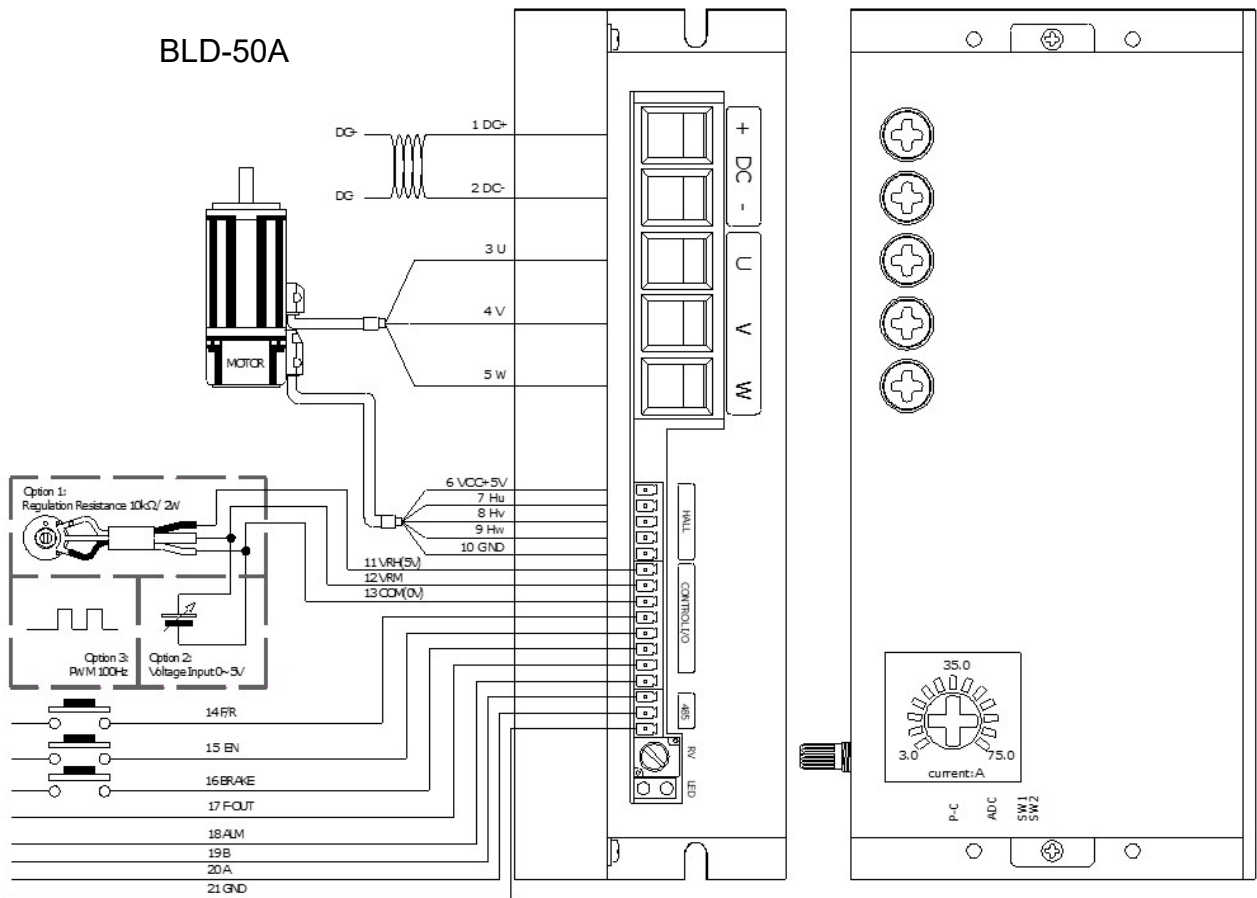 BLD-50A
DC+
1 DC+
DC-
2 DC-
+ DC -
3 U
U
4 V
V
5 W
W
MOTOR
Option 1:
Regulation Resistance 10kΩ/ 2W
6 VCC+5V
7 Hu
8 Hv
9 Hw
10 GND
HALL
11 VRH(5V)
12 VRM
13 COM(0V)
CONTROL I/O
Option 3:
PWM 100Hz
Option 2:
Voltage Input 0~5V
14 F/R
15 EN
16 BRAKE
17 F-OUT
18 ALM
19 B
20 A
21 GND
485
RV
LED
35.0
3.0
75.0
current:A
P-C
ADC
SW1
SW2